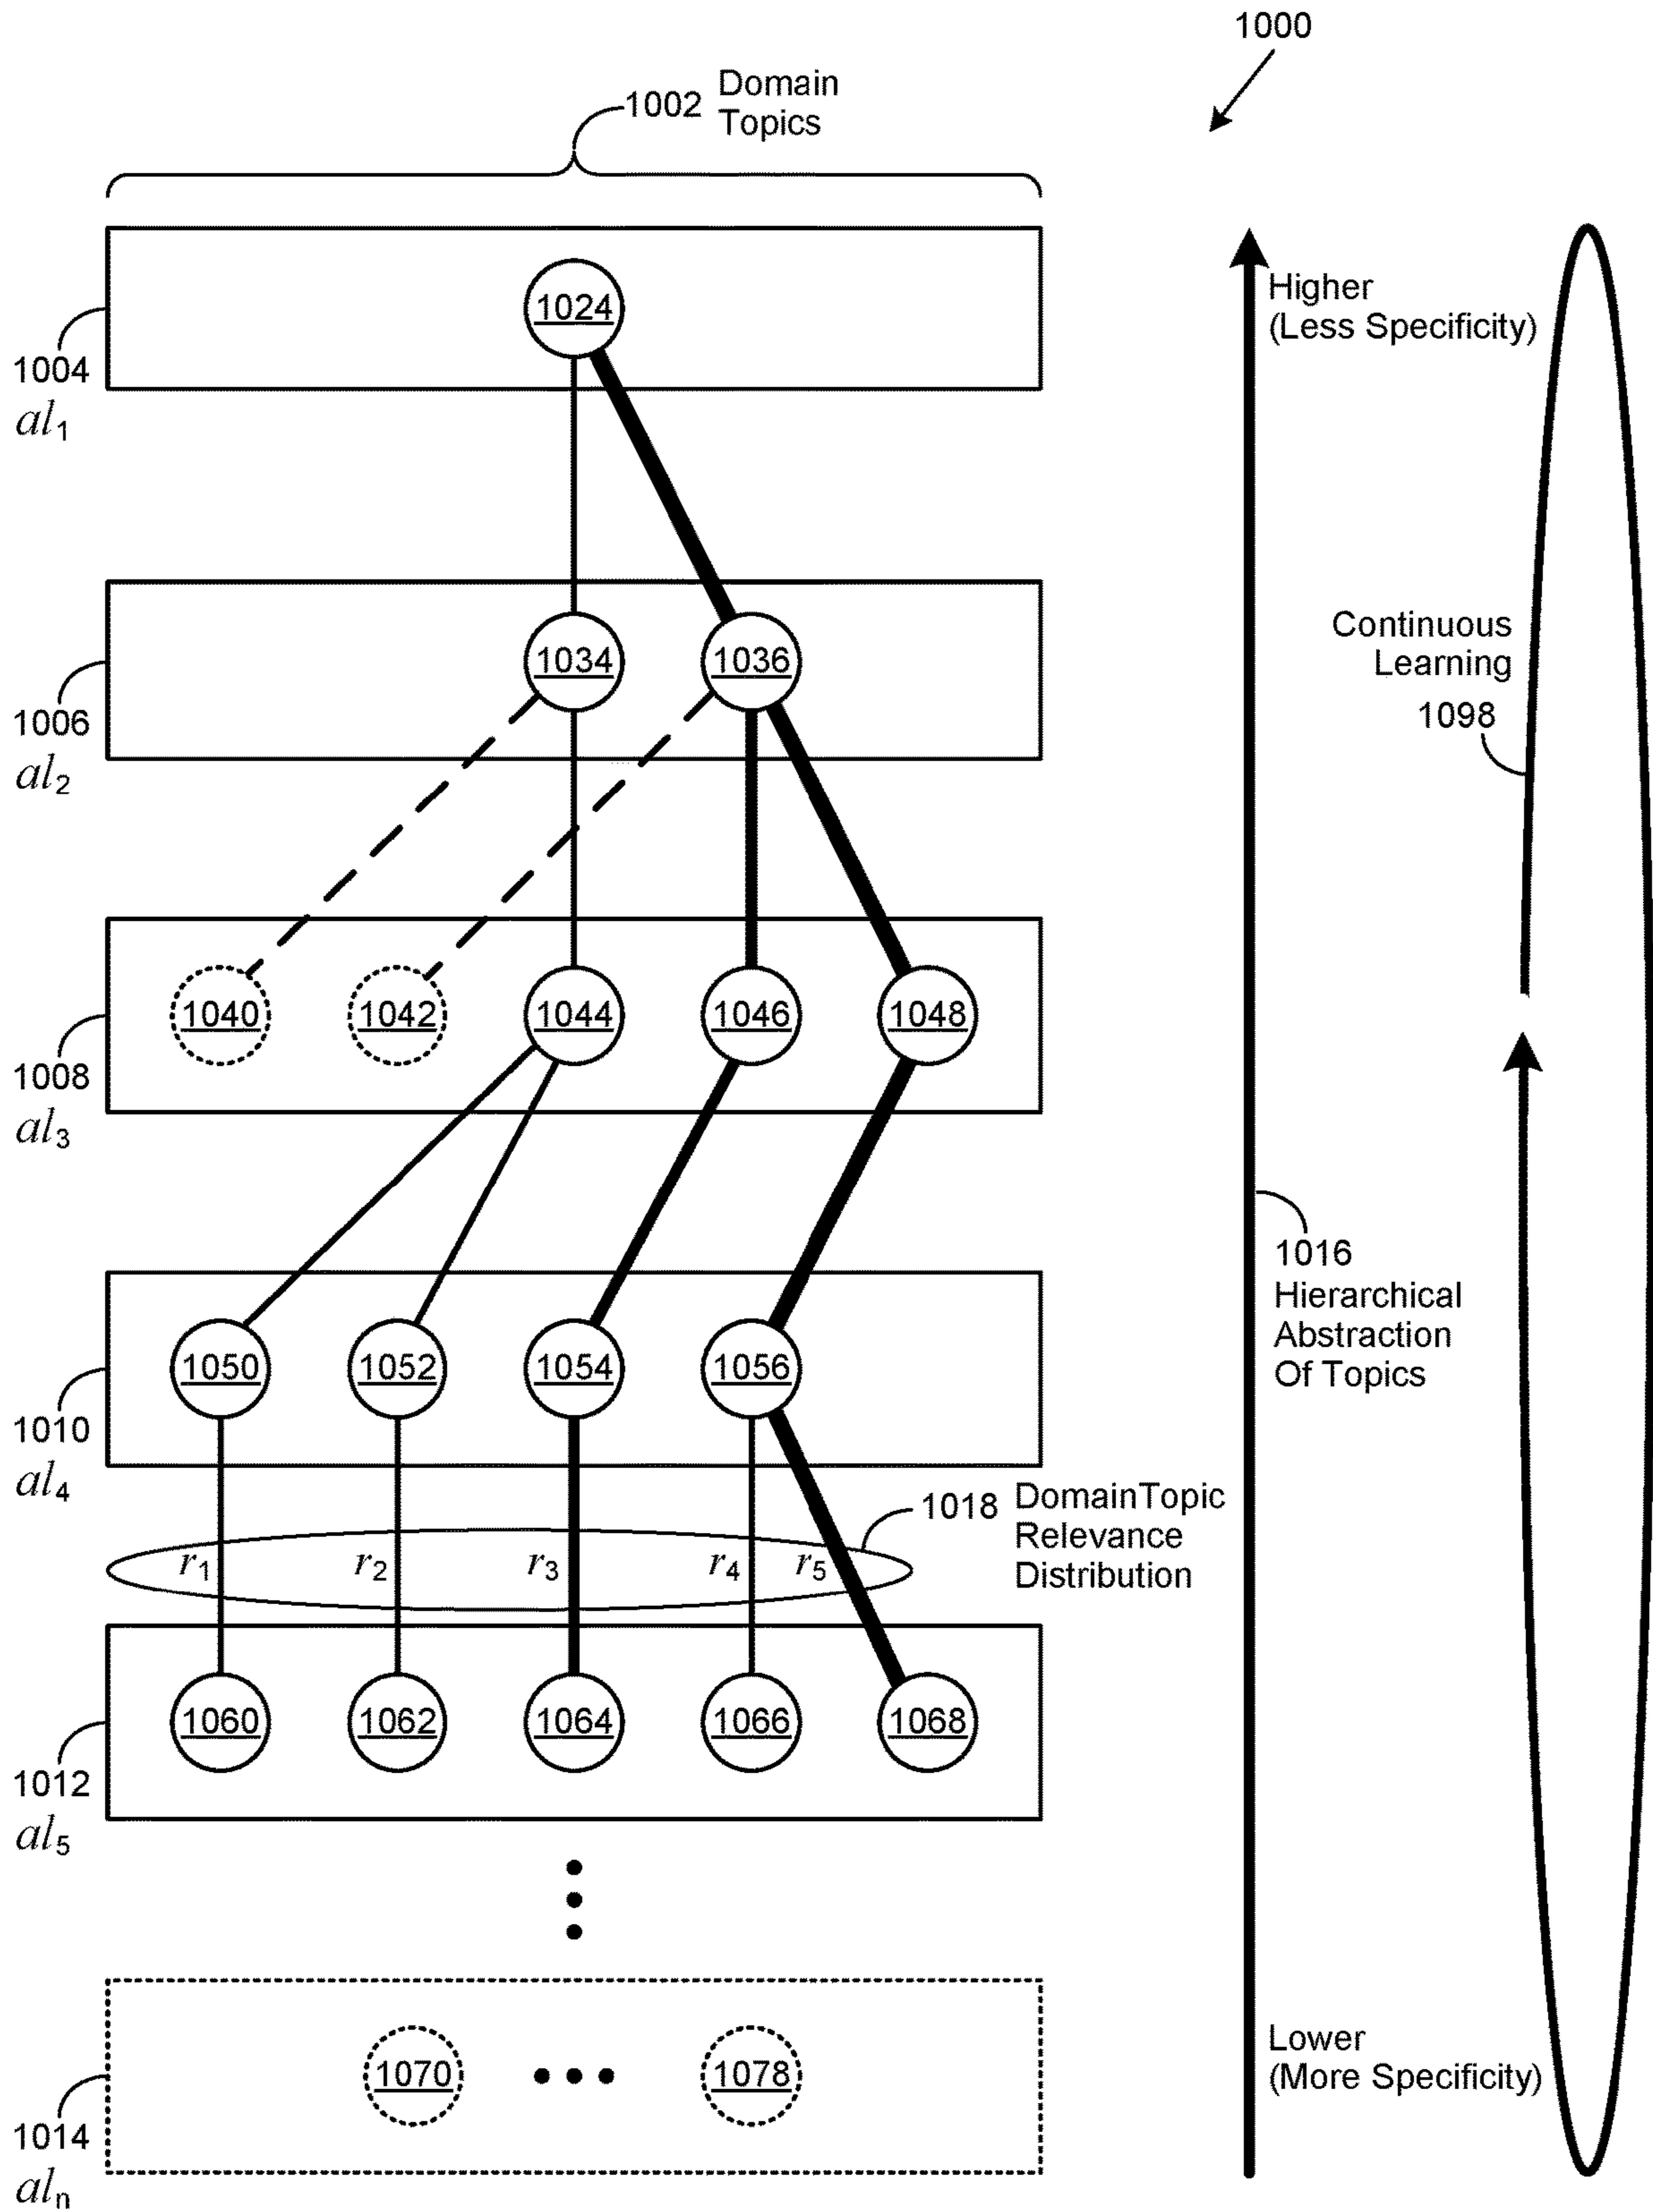 1000
1002 Domain
Topics
1024
Higher
(Less Specificity)
1004
al1
1034
1036
Continuous
Learning
1098
1006
al2
1040
1042
1044
1046
1048
1008
al3
1016
Hierarchical
Abstraction
Of Topics
1050
1052
1054
1056
1010
al4
1018 DomainTopic
Relevance
Distribution
r1
r2
r3
r4
r5
1060
1062
1064
1066
1068
1012
al5
Lower
(More Specificity)
1070
1078
1014
aln